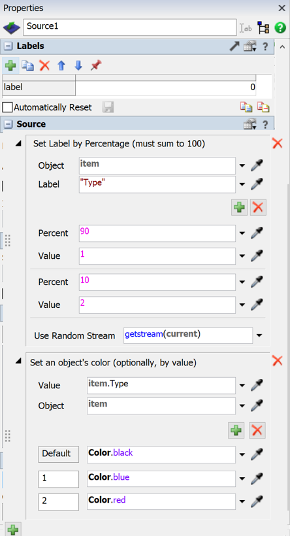 Properties
Source1
Labels
label 0
Automatically Reset
Source
Set Label by Percentage (must sum to 100)
Object item
Label "Type"
Percent 90
Value 1
Percent 10
Value 2
Use Random Stream getstream(current)
Set an object's color (optionally, by value)
Value item.Type
Object item
Default Color.black
1 Color.blue
2 Color.red